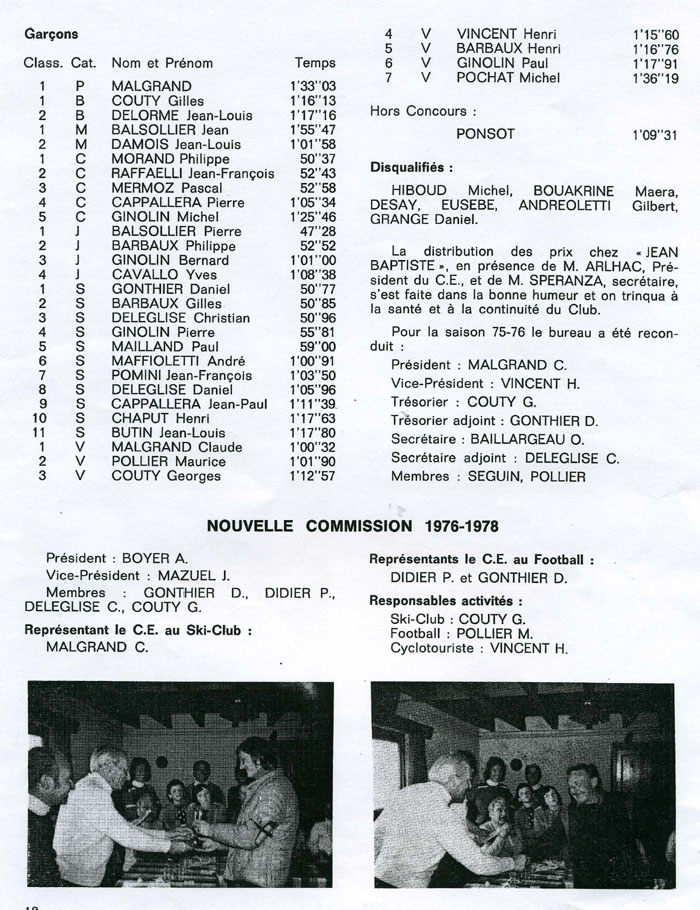 Garçons
Class. Cat. Nom et Prénom Temps
1 P MALGRAND 1'33''03
1 B COUTY Gilles 1'16''13
2 B DELORME Jean-Louis 1'17''16
1 M BALSOLLIER Jean 1'55''47
2 M DAMOIS Jean-Louis 1'01''58
1 C MORAND Philippe 50''37
2 C RAFFAELLI Jean-François 52''43
3 C MERMOZ Pascal 52''58
4 C CAPPALLERA Pierre 1'05''34
5 C GINOLIN Michel 1'25''46
1 J BALSOLLIER Pierre 47''28
2 J BARBAUX Philippe 52''52
3 J GINOLIN Bernard 1'01''00
4 J CAVALLO Yves 1'08''38
1 S GONTHIER Daniel 50''77
2 S BARBAUX Gilles 50''85
3 S DELEGLISE Christian 50''96
4 S GINOLIN Pierre 55''81
5 S MAILLAND Paul 59''00
6 S MAFFIOLETTI André 1'00''91
7 S POMINI Jean-François 1'03''50
8 S DELEGLISE Daniel 1'05''96
9 S CAPPALLERA Jean-Paul 1'11''39
10 S CHAPUT Henri 1'17''63
11 S BUTIN Jean-Louis 1'17''80
1 V MALGRAND Claude 1'00''32
2 V POLLIER Maurice 1'01''90
3 V COUTY Georges 1'12''57
4 V VINCENT Henri 1'15''60
5 V BARBAUX Henri 1'16''76
6 V GINOLIN Paul 1'17''91
7 V POCHAT Michel 1'36''19
Hors Concours :
PONSOT 1'09''31
Disqualifiés :
HIBOUD Michel, BOUAKRINE Maera,
DESAY, EUSEBE, ANDREOLETTI Gilbert,
GRANGE Daniel.
La distribution des prix chez « JEAN
BAPTISTE », en présence de M. ARLHAC, Pré-
sident du C.E., et de M. SPERANZA, secrétaire,
s'est faite dans la bonne humeur et on trinqua à
la santé et à la continuité du Club.
Pour la saison 75-76 le bureau a été recon-
duit :
Président : MALGRAND C.
Vice-Président : VINCENT H.
Trésorier : COUTY G.
Trésorier adjoint : GONTHIER D.
Secrétaire : BAILLARGEAU O.
Secrétaire adjoint : DELEGLISE C.
Membres : SEGUIN, POLLIER
NOUVELLE COMMISSION 1976-1978
Président : BOYER A.
Vice-Président : MAZUEL J.
Membres : GONTHIER D., DIDIER P.,
DELEGLISE C., COUTY G.
Représentant le C.E. au Ski-Club :
MALGRAND C.
Représentants le C.E. au Football :
DIDIER P. et GONTHIER D.
Responsables activités :
Ski-Club : COUTY G.
Football : POLLIER M.
Cyclotouriste : VINCENT H.